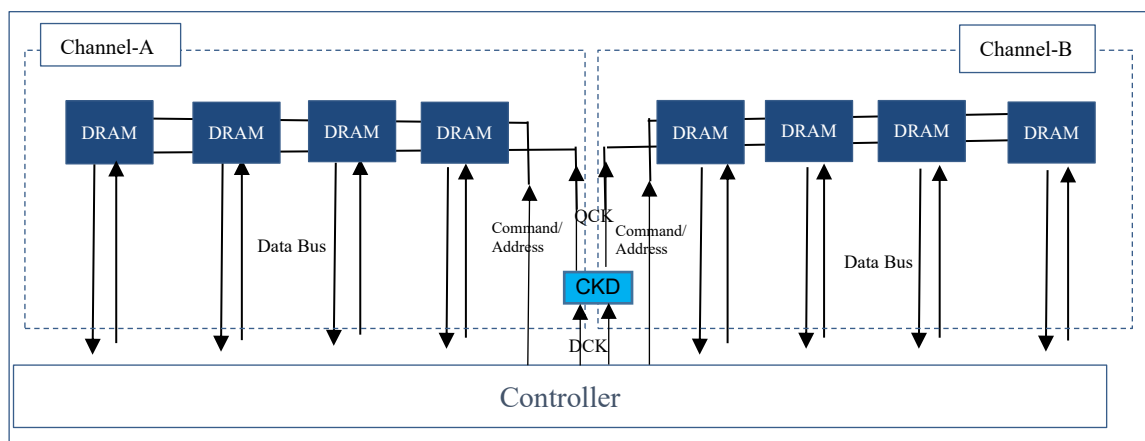 Channel-A
Channel-B
DRAM
DRAM
DRAM
DRAM
DRAM
DRAM
DRAM
DRAM
QCK
Command/
Address
Command/
Address
Data Bus
Data Bus
CKD
DCK
Controller